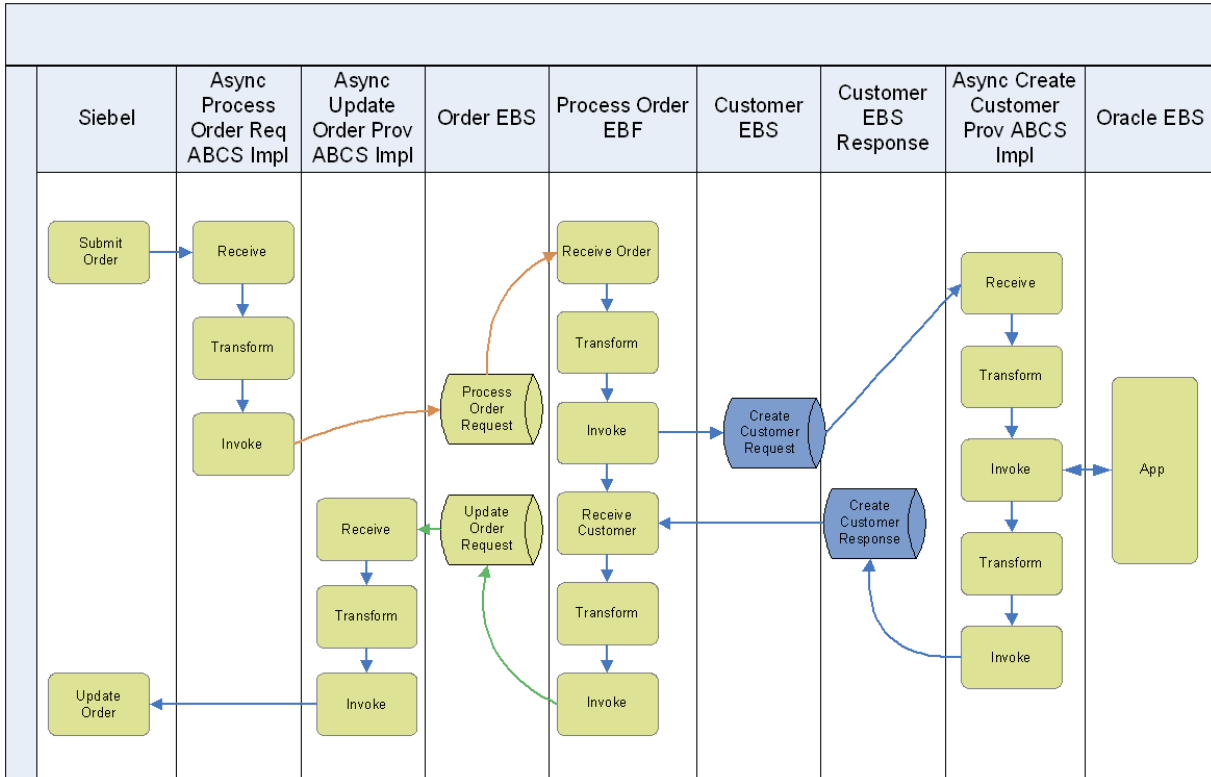 Siebel
Async
Process
Order Req
ABCS Impl
Async
Update
Order Prov
ABCS Impl
Order EBS
Process Order
EBF
Customer
EBS
Customer
EBS
Response
Async Create
Customer
Prov ABCS
Impl
Oracle EBS
Submit
Order
Receive
Transform
Invoke
Process
Order
Request
Receive Order
Transform
Invoke
Create
Customer
Request
Receive
Transform
Invoke
App
Transform
Invoke
Create
Customer
Response
Receive
Customer
Transform
Invoke
Update
Order
Request
Receive
Transform
Invoke
Update
Order